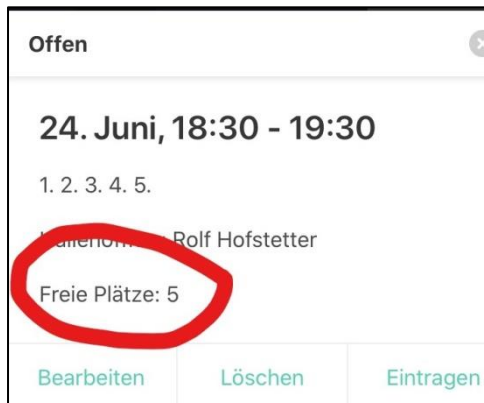 Offen
24. Juni, 18:30 - 19:30
1. 2. 3. 4. 5.
Rolf Hofstetter
Freie Plätze: 5
Bearbeiten Löschen Eintragen